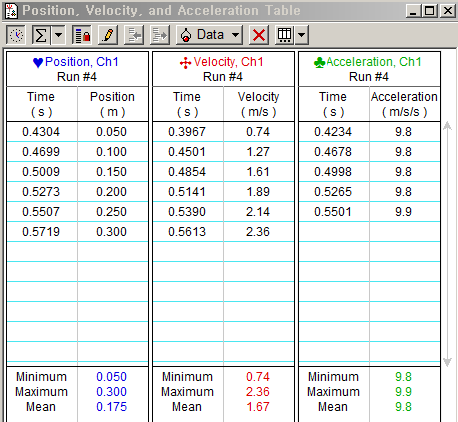 Position, Velocity, and Acceleration Table
Σ Data
Position, Ch1 Velocity, Ch1 Acceleration, Ch1
Run #4 Run #4 Run #4
Time Position Time Velocity Time Acceleration
( s ) ( m ) ( s ) ( m/s ) ( s ) ( m/s/s )
0.4304 0.050 0.3967 0.74 0.4234 9.8
0.4699 0.100 0.4501 1.27 0.4678 9.8
0.5009 0.150 0.4854 1.61 0.4998 9.8
0.5273 0.200 0.5141 1.89 0.5265 9.8
0.5507 0.250 0.5390 2.14 0.5501 9.9
0.5719 0.300 0.5613 2.36
Minimum 0.050 Minimum 0.74 Minimum 9.8
Maximum 0.300 Maximum 2.36 Maximum 9.9
Mean 0.175 Mean 1.67 Mean 9.8